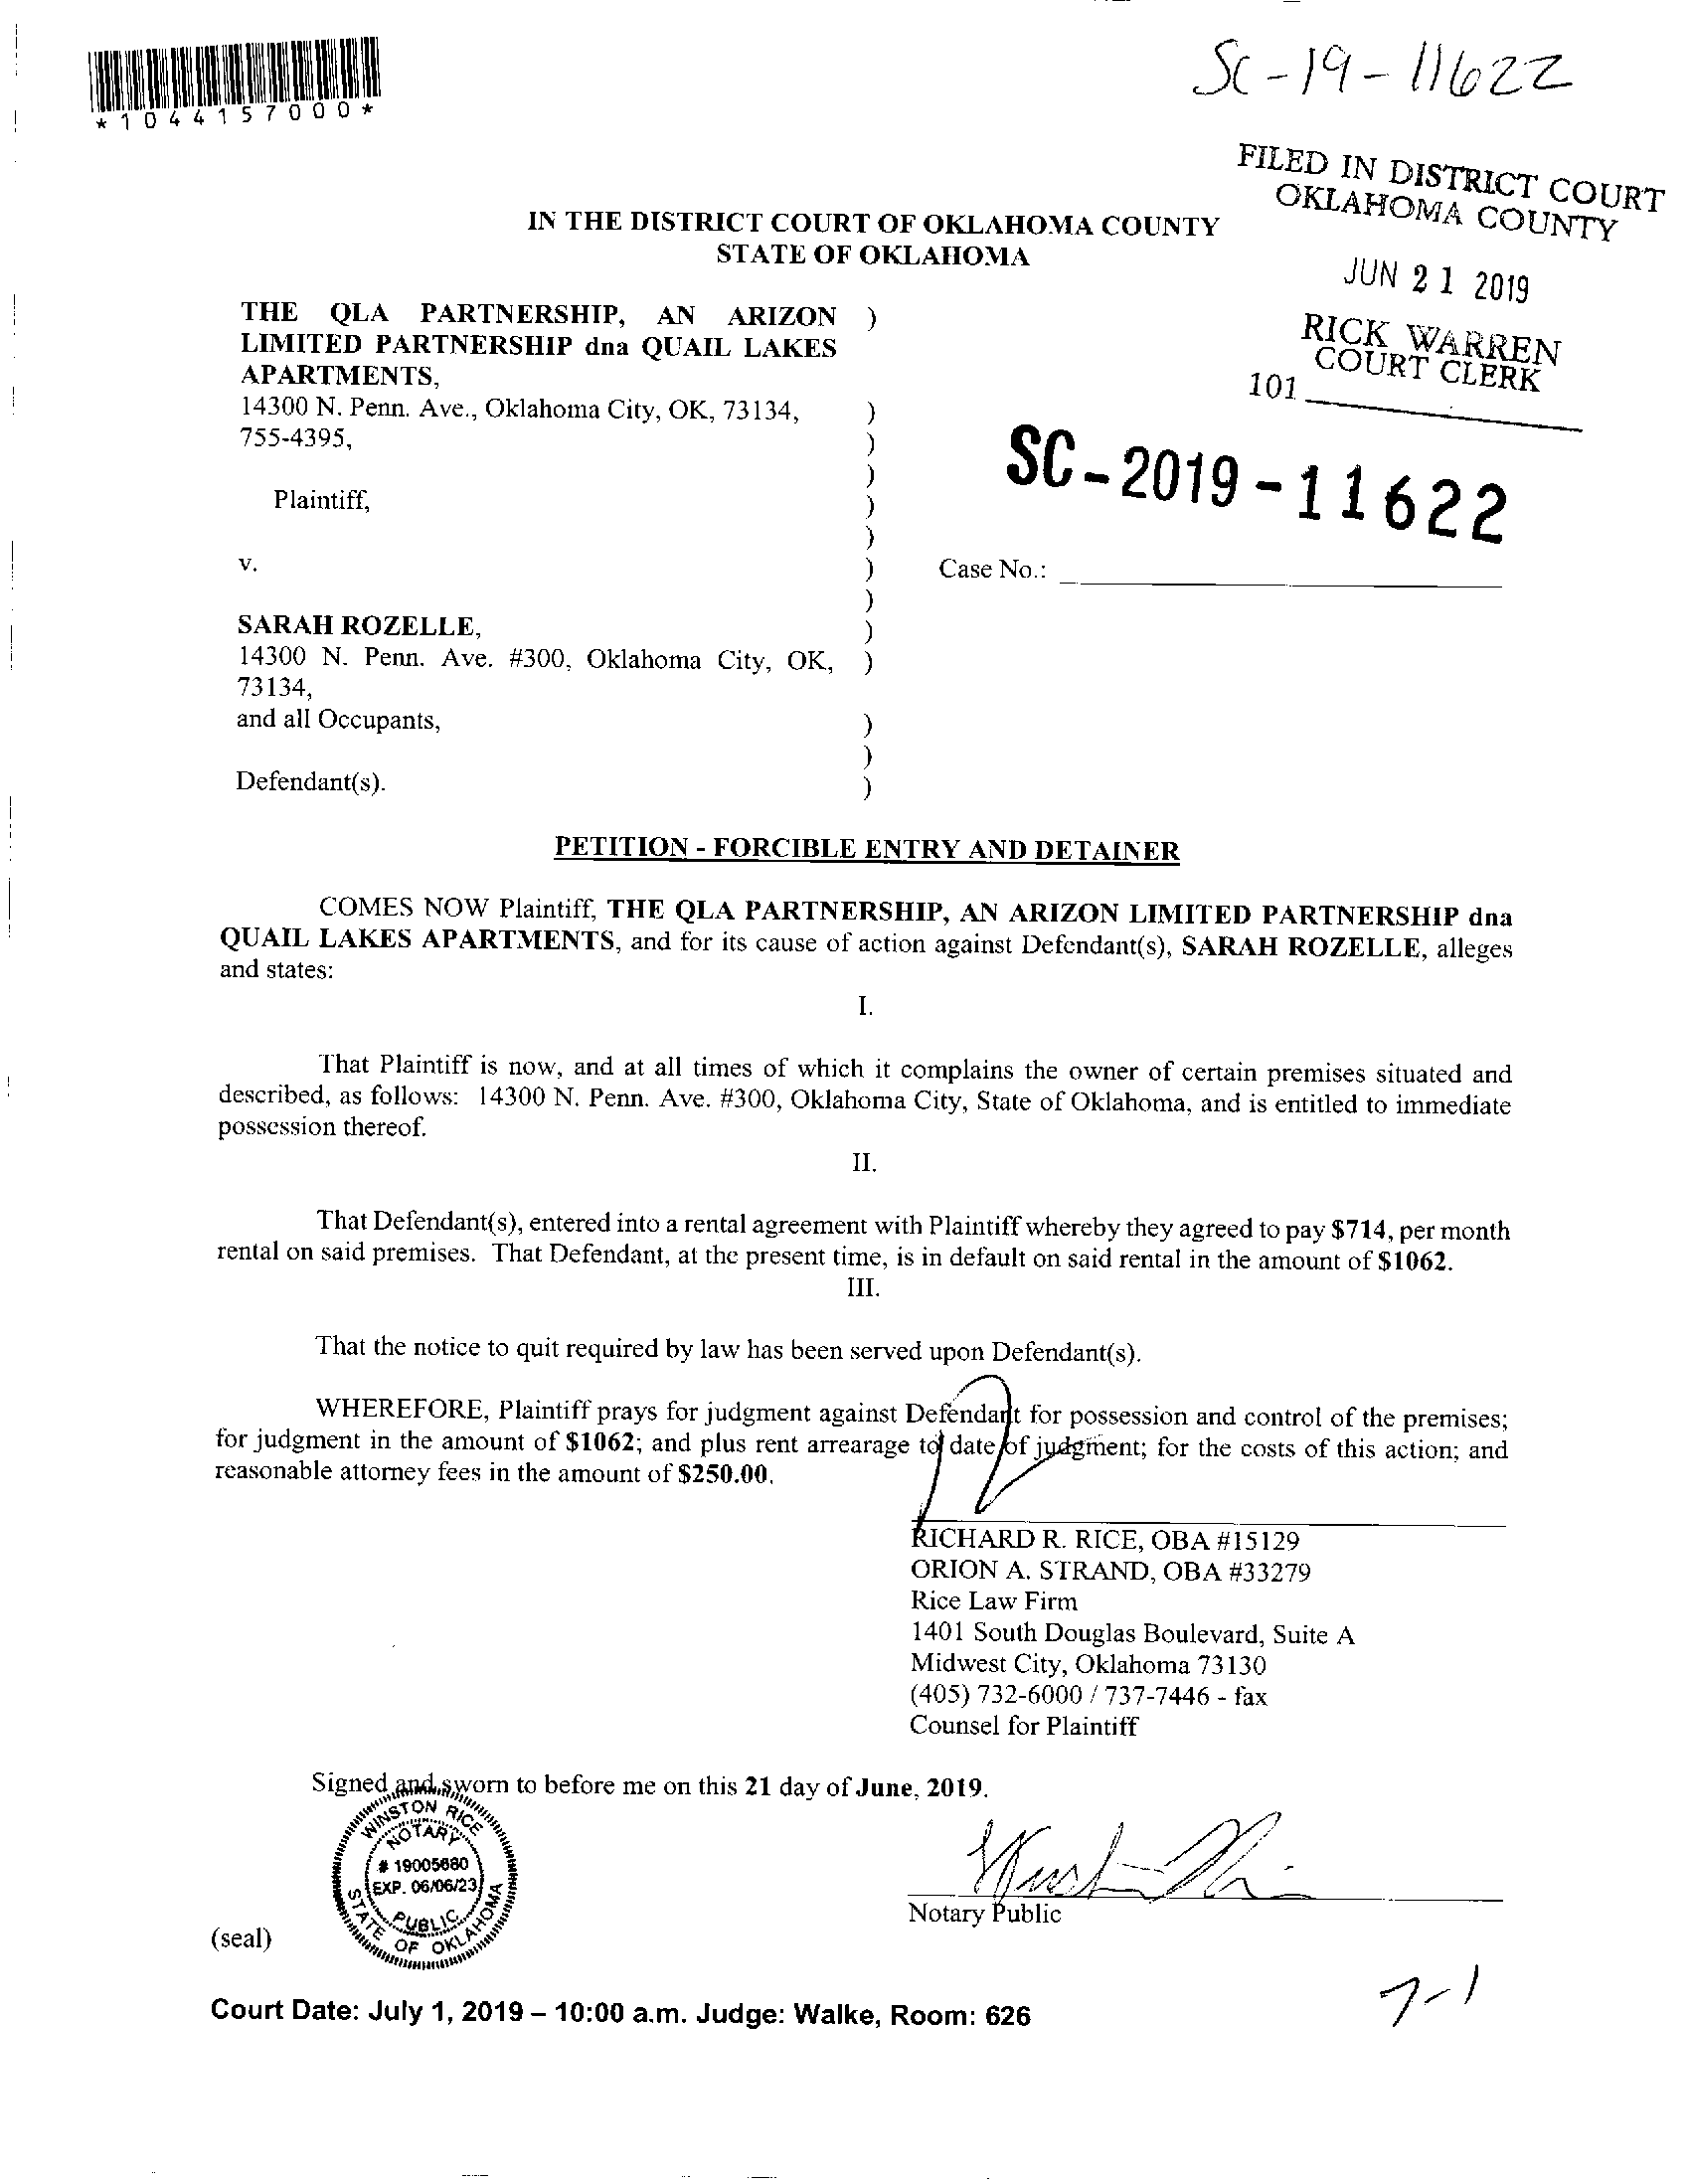 *1044157000*
SC-19-11622
FILED IN DISTRICT COURT
OKLAHOMA COUNTY
JUN 21 2019
RICK WARREN
COURT CLERK
101
IN THE DISTRICT COURT OF OKLAHOMA COUNTY
STATE OF OKLAHOMA
THE QLA PARTNERSHIP, AN ARIZON )
LIMITED PARTNERSHIP dna QUAIL LAKES
APARTMENTS,
14300 N. Penn. Ave., Oklahoma City, OK, 73134, )
755-4395, )
)
Plaintiff, )
)
v. )
)
SC-2019-11622
Case No.:
SARAH ROZELLE, )
14300 N. Penn. Ave. #300, Oklahoma City, OK, )
73134,
and all Occupants, )
)
Defendant(s). )
PETITION - FORCIBLE ENTRY AND DETAINER
COMES NOW Plaintiff, THE QLA PARTNERSHIP, AN ARIZON LIMITED PARTNERSHIP dna
QUAIL LAKES APARTMENTS, and for its cause of action against Defendant(s), SARAH ROZELLE, alleges
and states:
I.
That Plaintiff is now, and at all times of which it complains the owner of certain premises situated and
described, as follows: 14300 N. Penn. Ave. #300, Oklahoma City, State of Oklahoma, and is entitled to immediate
possession thereof.
II.
That Defendant(s), entered into a rental agreement with Plaintiff whereby they agreed to pay $714, per month
rental on said premises. That Defendant, at the present time, is in default on said rental in the amount of $1062.
III.
That the notice to quit required by law has been served upon Defendant(s).
WHEREFORE, Plaintiff prays for judgment against Defendant for possession and control of the premises;
for judgment in the amount of $1062; and plus rent arrearage to date of judgment; for the costs of this action; and
reasonable attorney fees in the amount of $250.00.
RICHARD R. RICE, OBA #15129
ORION A. STRAND, OBA #33279
Rice Law Firm
1401 South Douglas Boulevard, Suite A
Midwest City, Oklahoma 73130
(405) 732-6000 / 737-7446 - fax
Counsel for Plaintiff
Signed and sworn to before me on this 21 day of June, 2019.
WINSTON RICE
NOTARY
# 19005680
EXP. 06/06/23
PUBLIC
STATE OF OKLAHOMA
Notary Public
(seal)
7-1
Court Date: July 1, 2019 – 10:00 a.m. Judge: Walke, Room: 626